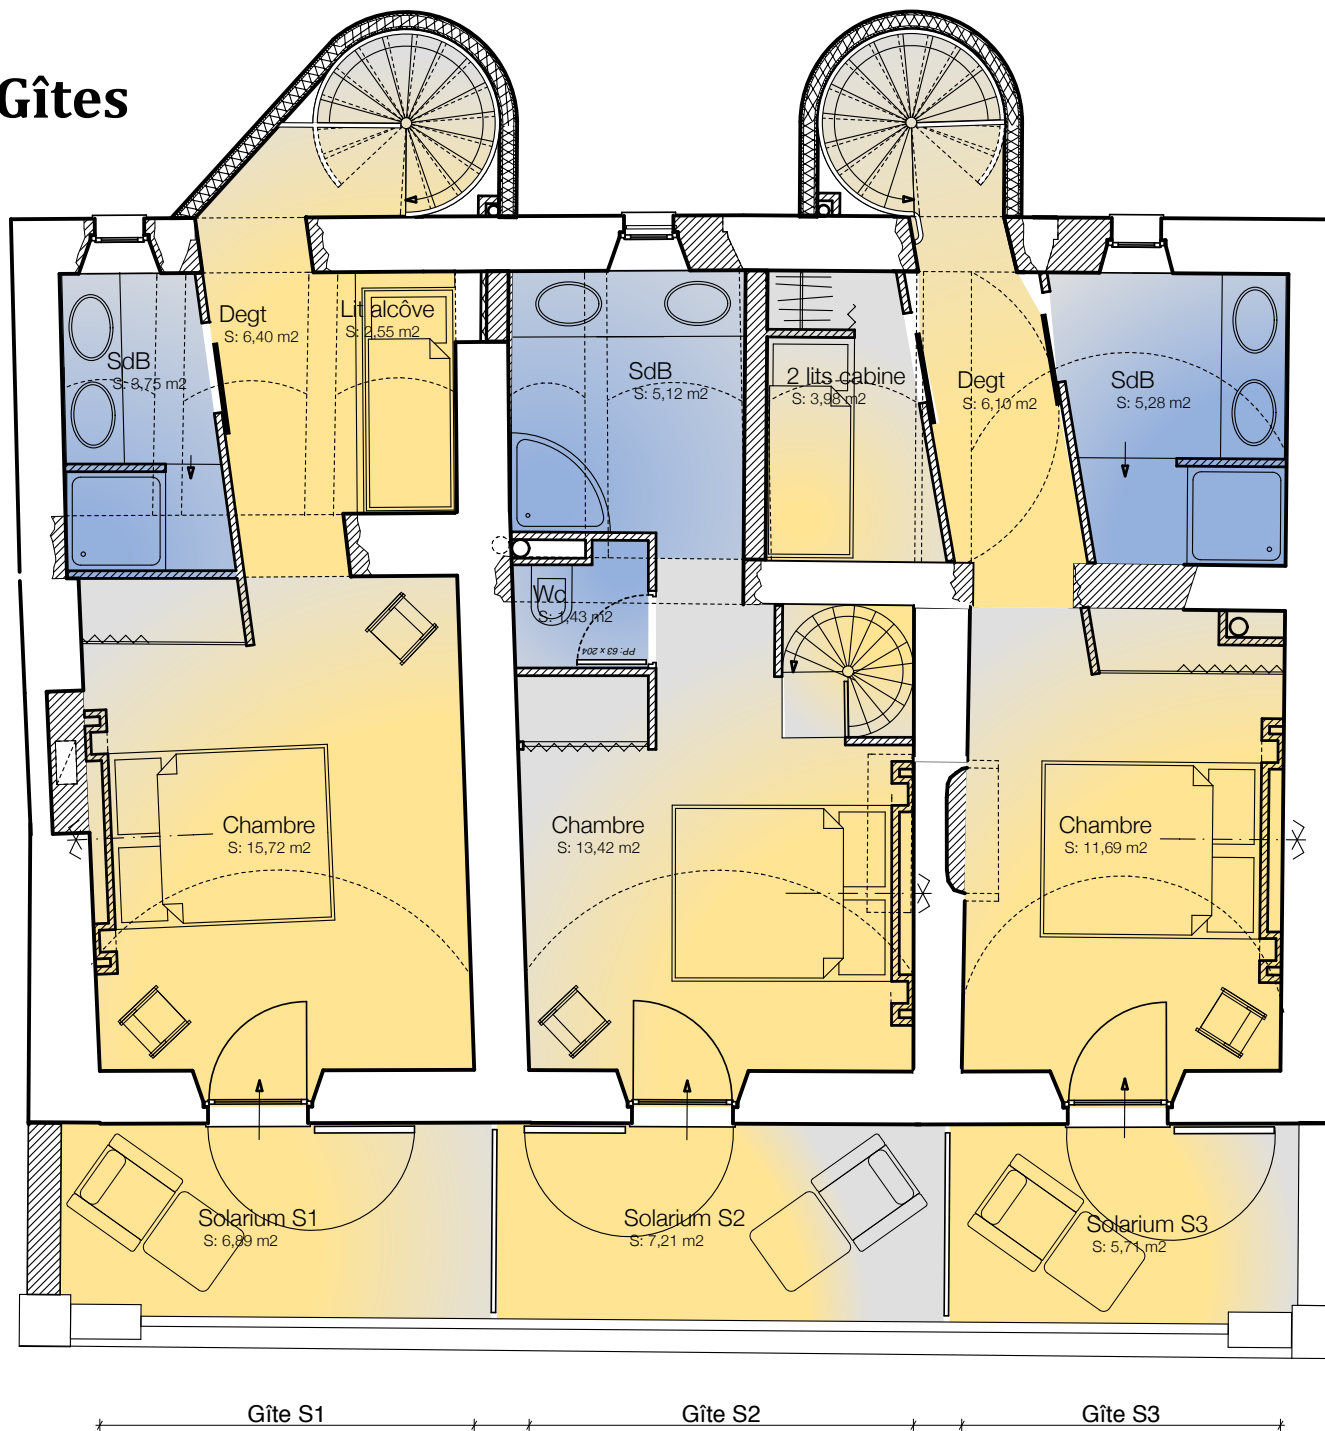 Gîtes
Degt
S: 6,40 m2
Lit alcôve
S: 2,55 m2
SdB
S: 3,75 m2
SdB
S: 5,12 m2
2 lits cabine
S: 3,98 m2
Degt
S: 6,10 m2
SdB
S: 5,28 m2
Wc
S: 1,43 m2
PP: 63 x 204
Chambre
S: 15,72 m2
Chambre
S: 13,42 m2
Chambre
S: 11,69 m2
Solarium S1
S: 6,89 m2
Solarium S2
S: 7,21 m2
Solarium S3
S: 5,71 m2
Gîte S1
Gîte S2
Gîte S3